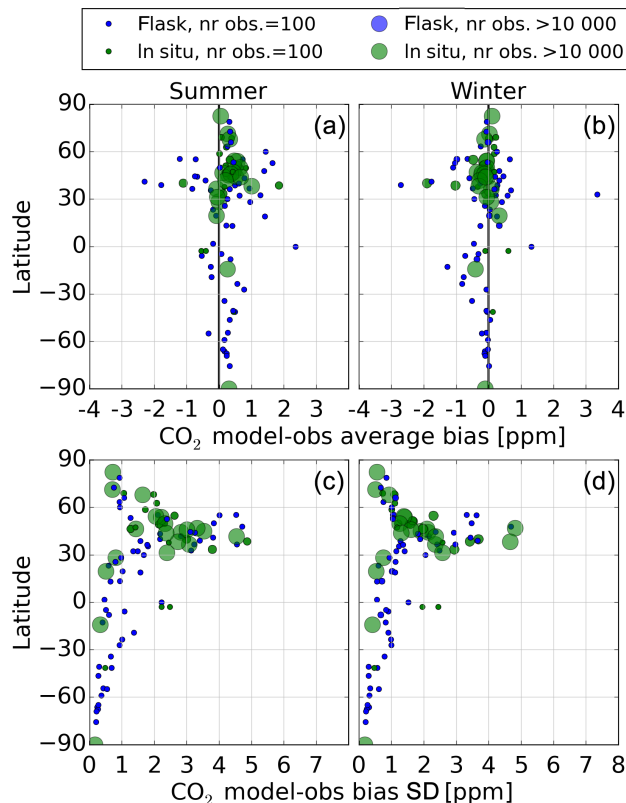 Flask, nr obs.=100 Flask, nr obs. >10 000
In situ, nr obs.=100 In situ, nr obs. >10 000
Summer Winter
(a) (b)
90
60
30
0
−30
−60
−90
Latitude
-4 -3 -2 -1 0 1 2 3 -4 -3 -2 -1 0 1 2 3 4
CO₂ model-obs average bias [ppm]
(c) (d)
90
60
30
0
−30
−60
−90
Latitude
0 1 2 3 4 5 6 7 0 1 2 3 4 5 6 7 8
CO₂ model-obs bias SD [ppm]